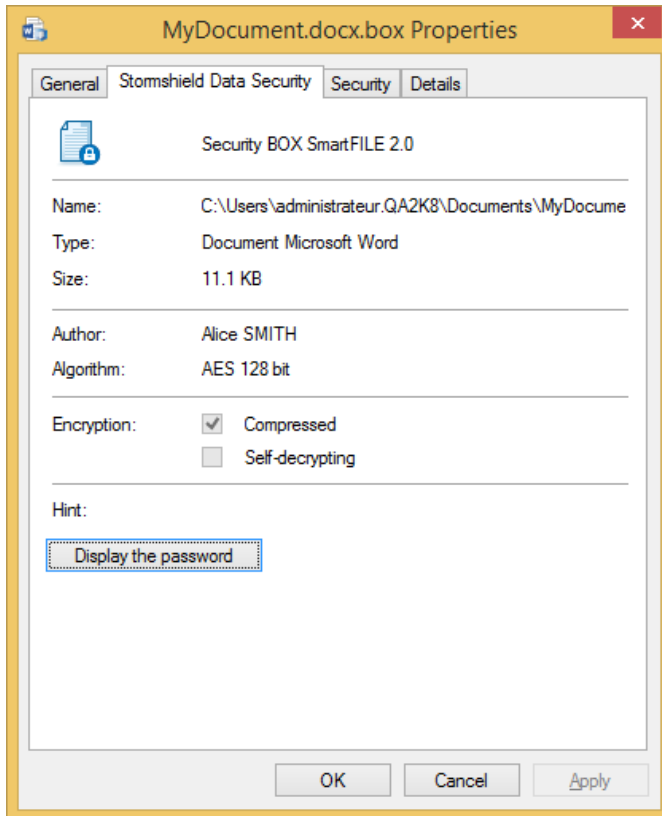 MyDocument.docx.box Properties
General Stormshield Data Security Security Details
Security BOX SmartFILE 2.0
Name: C:\Users\administrateur.QA2K8\Documents\MyDocume
Type: Document Microsoft Word
Size: 11.1 KB
Author: Alice SMITH
Algorithm: AES 128 bit
Encryption: Compressed
Self-decrypting
Hint:
Display the password
OK Cancel Apply